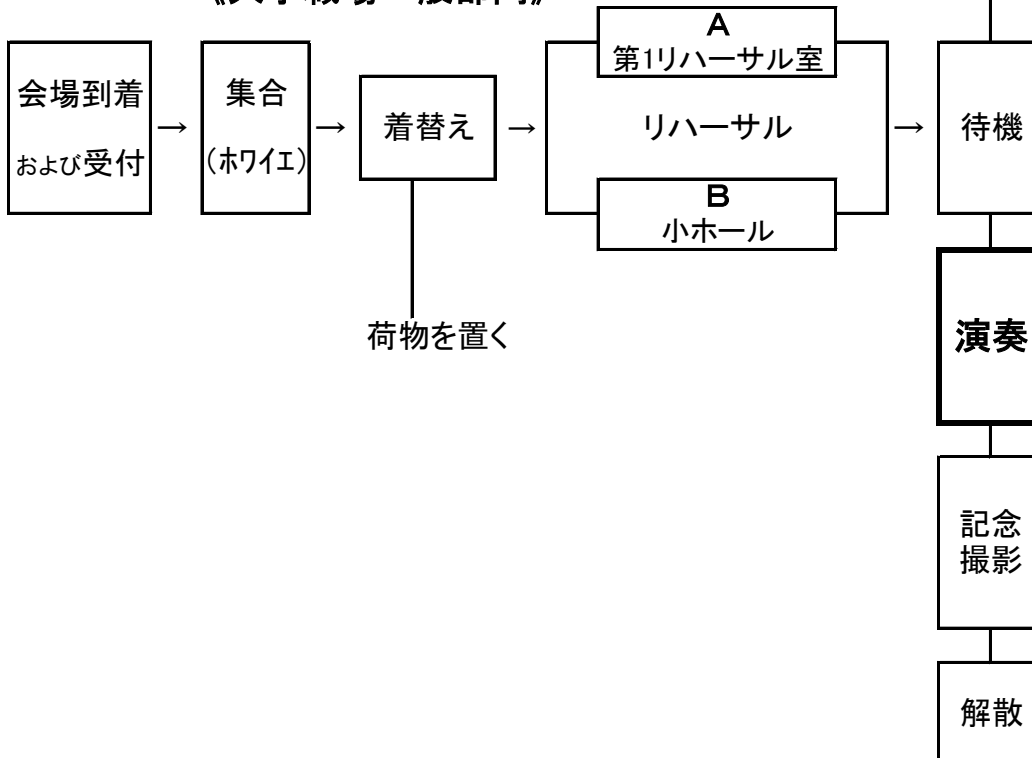 会場到着
および受付
→
集合
(ホワイエ)
→
着替え
→
A
第1リハーサル室
リハーサル
B
小ホール
→
待機
荷物を置く
演奏
記念
撮影
解散